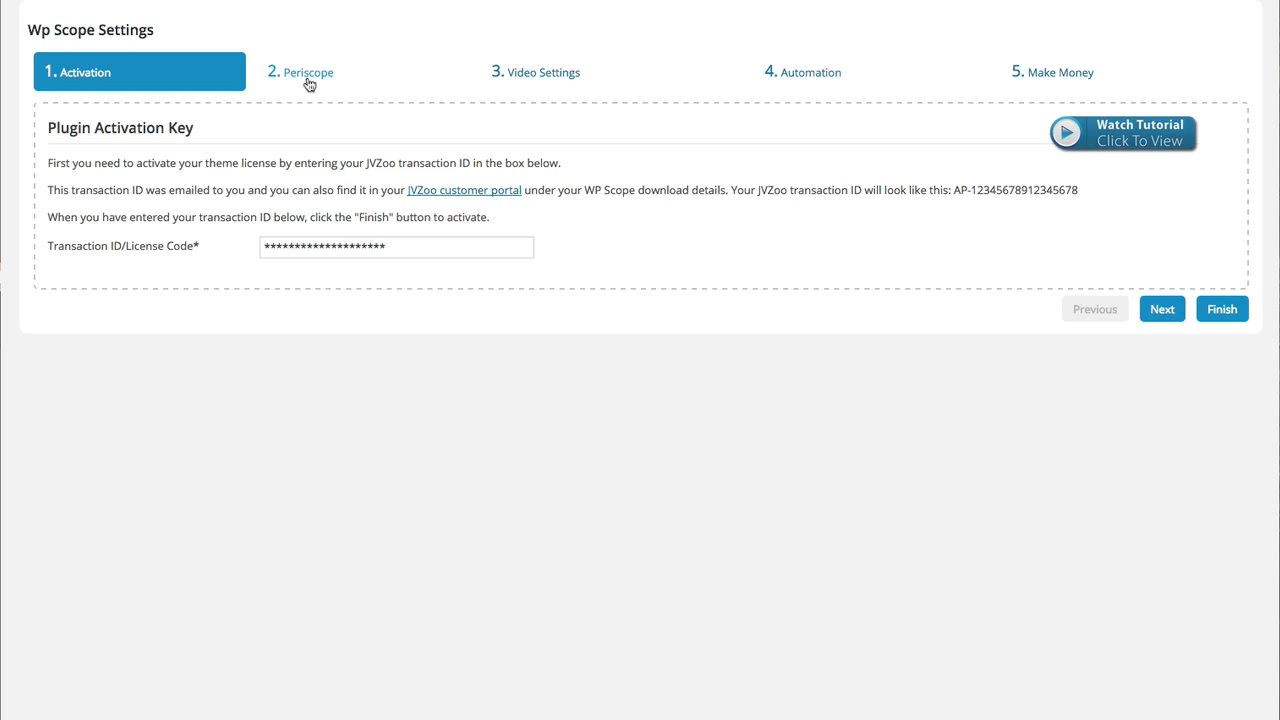 Wp Scope Settings
1. Activation
2. Periscope
3. Video Settings
4. Automation
5. Make Money
Plugin Activation Key
Watch Tutorial
Click To View
First you need to activate your theme license by entering your JVZoo transaction ID in the box below.
This transaction ID was emailed to you and you can also find it in your JVZoo customer portal under your WP Scope download details. Your JVZoo transaction ID will look like this: AP-12345678912345678
When you have entered your transaction ID below, click the "Finish" button to activate.
Transaction ID/License Code*
********************
Previous
Next
Finish